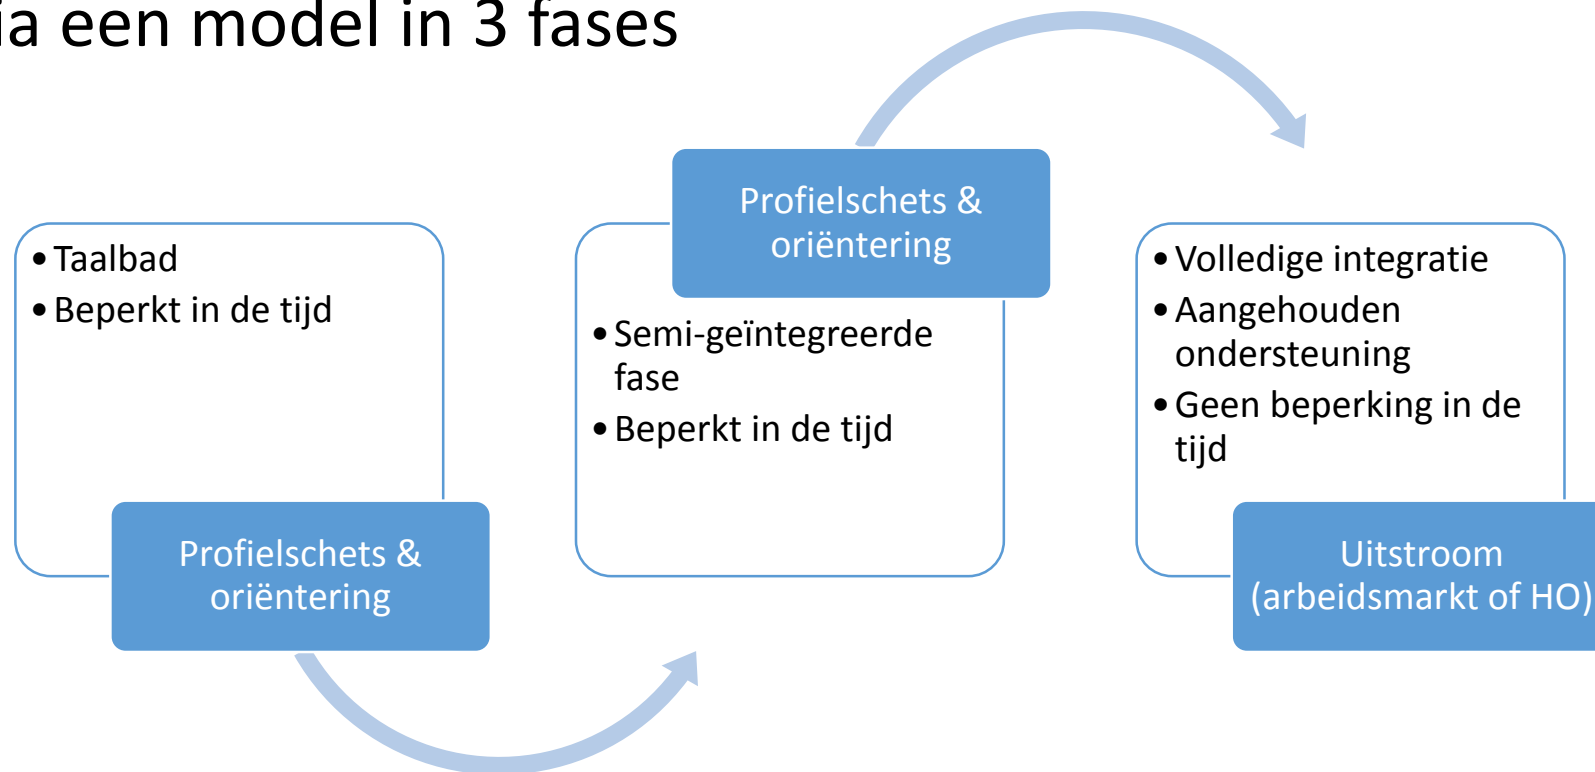 ia een model in 3 fases
• Taalbad
• Beperkt in de tijd
Profielschets &
oriëntering
Profielschets &
oriëntering
• Semi-geïntegreerde
fase
• Beperkt in de tijd
• Volledige integratie
• Aangehouden
ondersteuning
• Geen beperking in de
tijd
Uitstroom
(arbeidsmarkt of HO)